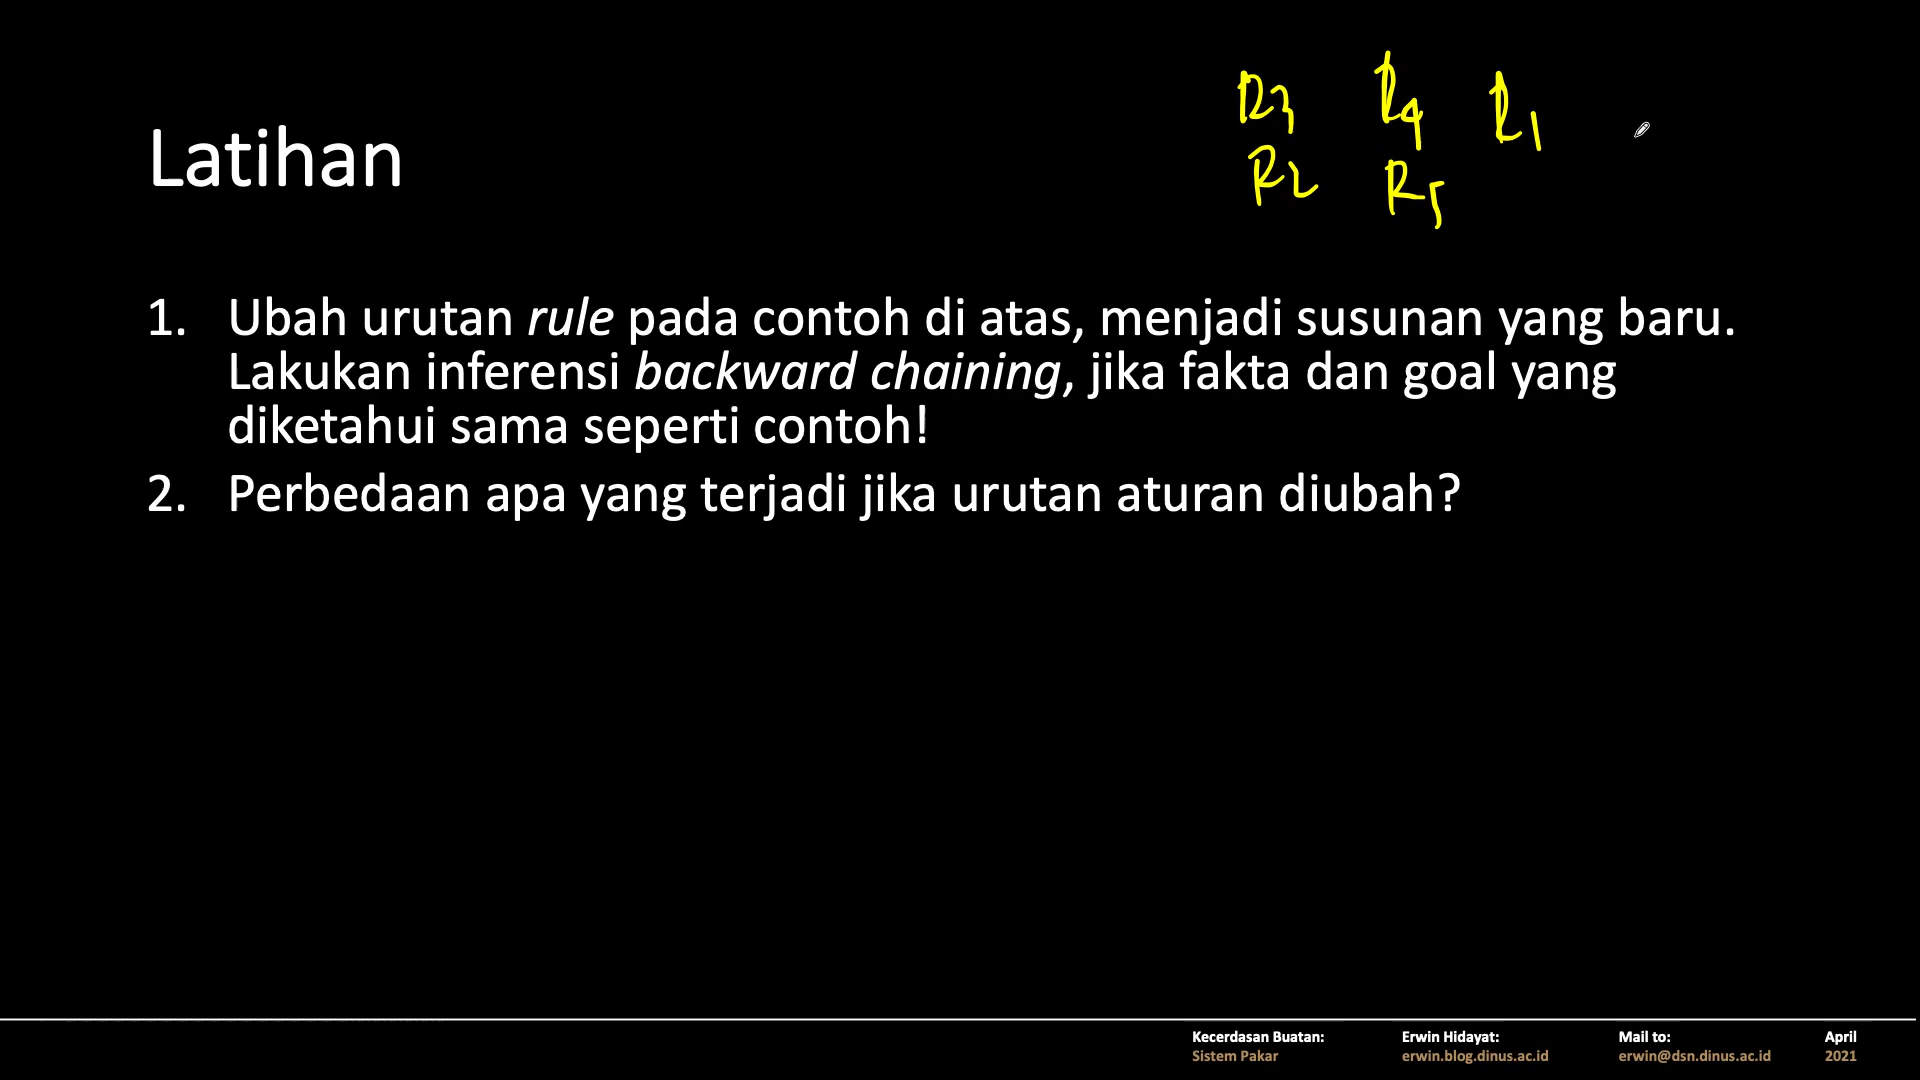 R3 R4 R1
R2 R5
Latihan
1. Ubah urutan rule pada contoh di atas, menjadi susunan yang baru.
Lakukan inferensi backward chaining, jika fakta dan goal yang
diketahui sama seperti contoh!
2. Perbedaan apa yang terjadi jika urutan aturan diubah?
Kecerdasan Buatan: Erwin Hidayat: Mail to: April
Sistem Pakar erwin.blog.dinus.ac.id erwin@dsn.dinus.ac.id 2021